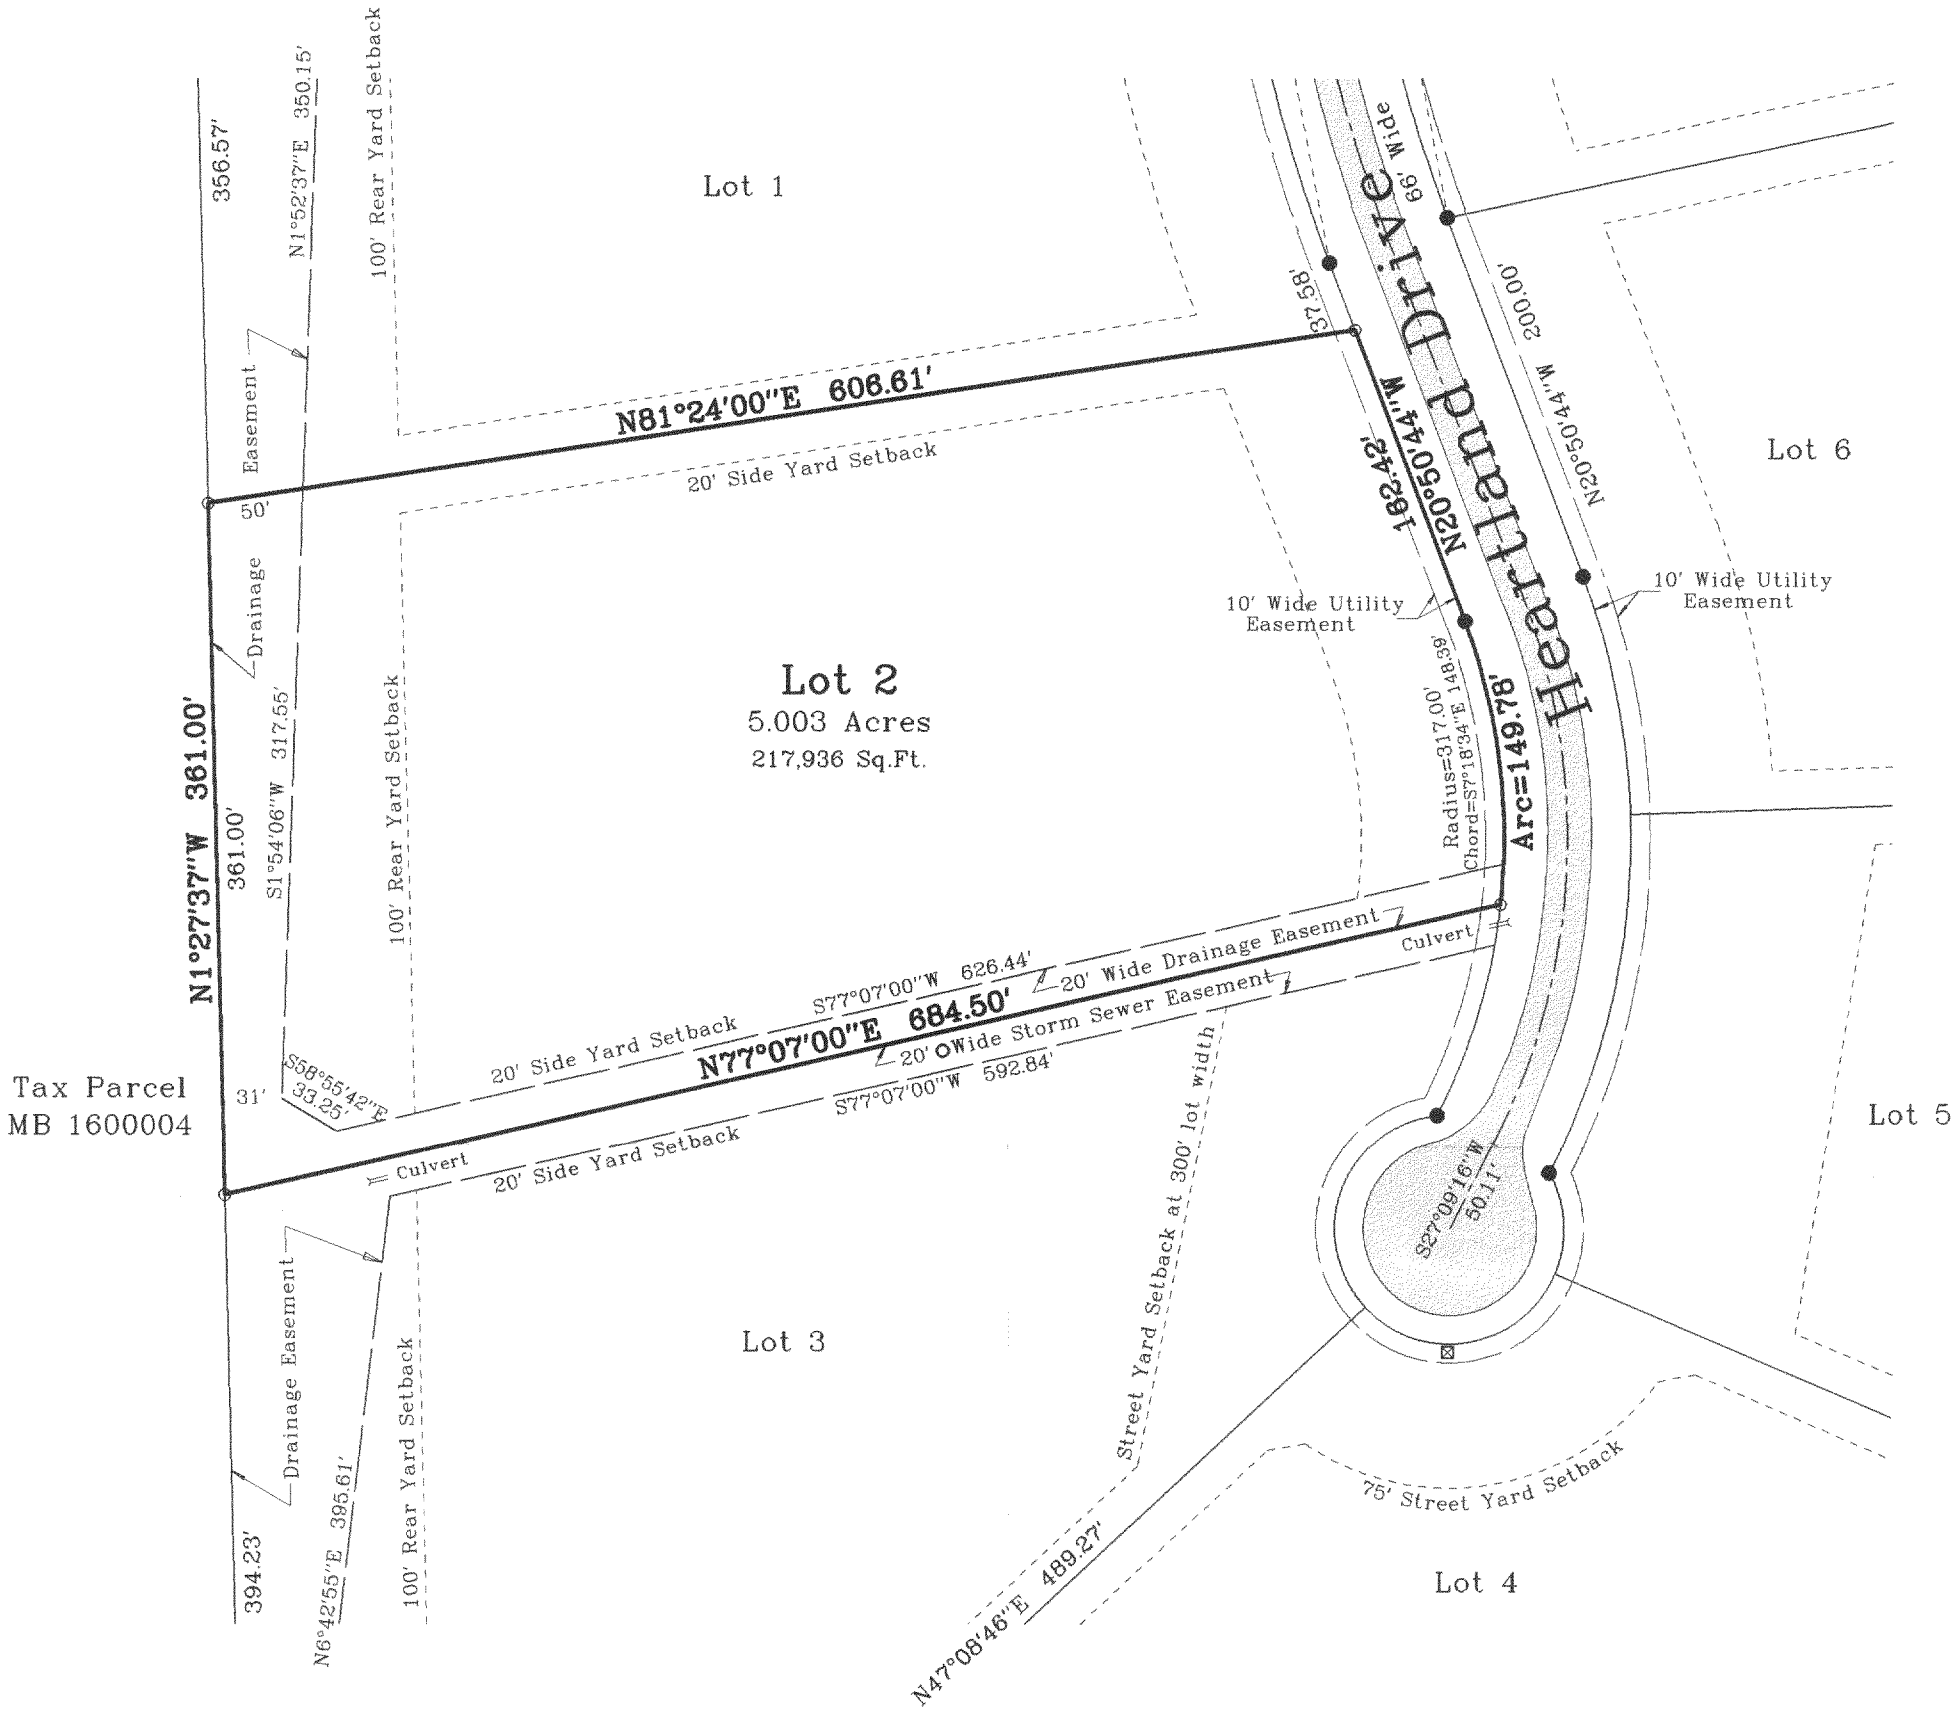 356.57'
N1°52'37"E 350.15'
100' Rear Yard Setback
Lot 1
66' Wide
Heartland Drive
37.58'
200.00'
N20°50'44"W
Easement
N81°24'00"E 606.61'
20' Side Yard Setback
50'
182.42'
N20°50'44"W
Lot 6
Drainage
10' Wide Utility
Easement
10' Wide Utility
Easement
Lot 2
5.003 Acres
217,936 Sq.Ft.
N1°27'37"W 361.00'
361.00'
S1°54'06"W 317.55'
100' Rear Yard Setback
Radius=317.00'
Chord=S7°18'34"E 148.39'
Arc=149.78'
20' Side Yard Setback
S77°07'00"W 626.44'
20' Wide Drainage Easement
Culvert
N77°07'00"E 684.50'
20' Wide Storm Sewer Easement
S77°07'00"W 592.84'
S58°55'42"E
33.25'
31'
Tax Parcel
MB 1600004
Culvert
20' Side Yard Setback
Street Yard Setback at 300' lot width
S27°09'16"W
50.11'
Lot 5
Drainage Easement
Lot 3
100' Rear Yard Setback
394.23'
N6°42'55"E 395.61'
75' Street Yard Setback
N47°08'46"E 489.27'
Lot 4